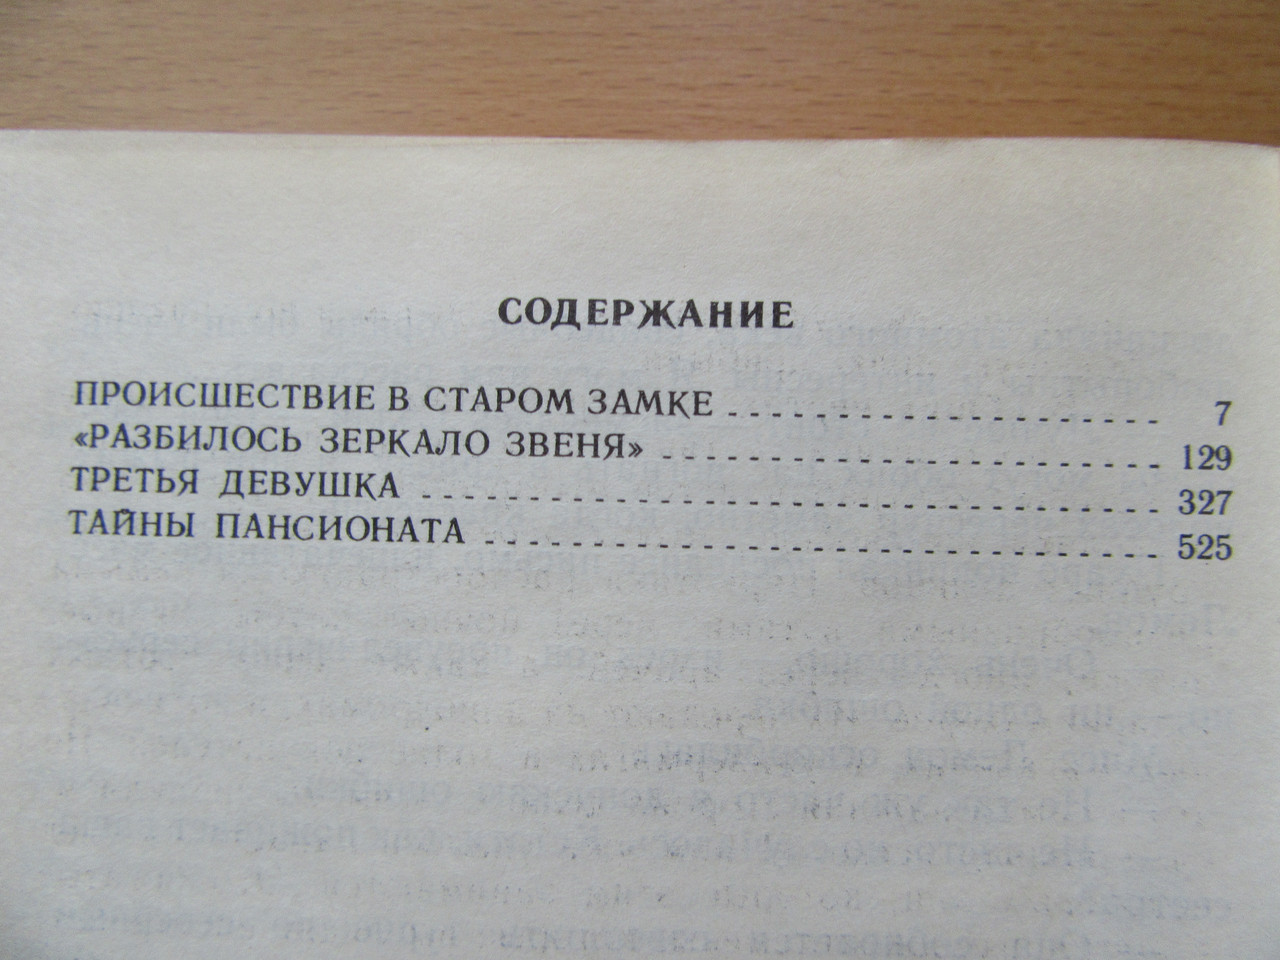 СОДЕРЖАНИЕ
ПРОИСШЕСТВИЕ В СТАРОМ ЗАМКЕ 7
«РАЗБИЛОСЬ ЗЕРКАЛО ЗВЕНЯ» 129
ТРЕТЬЯ ДЕВУШКА 327
ТАЙНЫ ПАНСИОНАТА 525